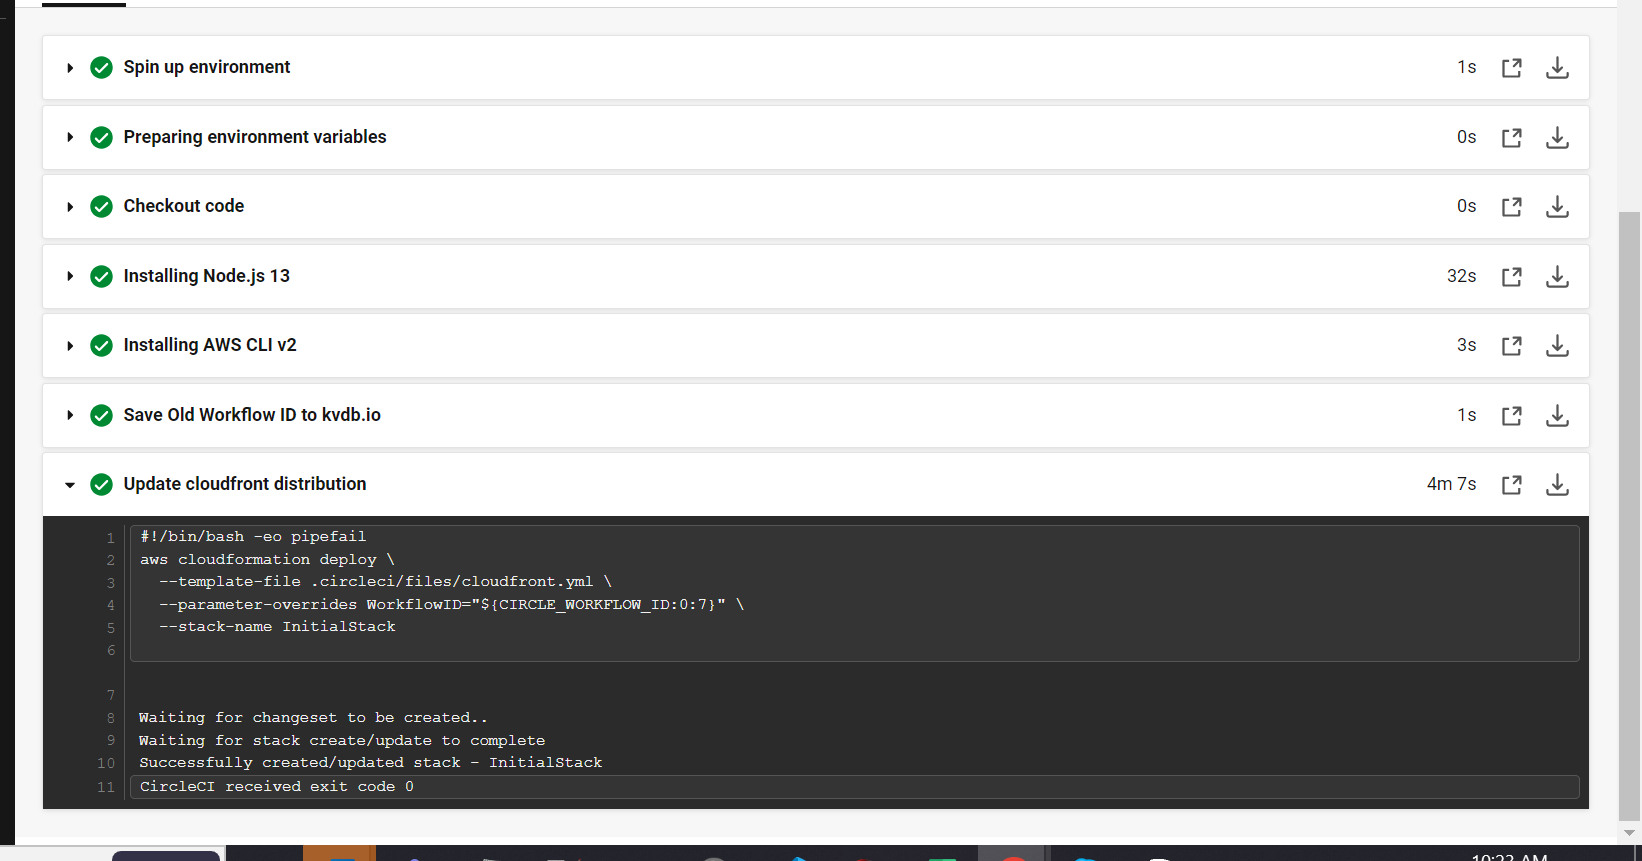 Spin up environment 1s
Preparing environment variables 0s
Checkout code 0s
Installing Node.js 13 32s
Installing AWS CLI v2 3s
Save Old Workflow ID to kvdb.io 1s
Update cloudfront distribution 4m 7s
1 #!/bin/bash -eo pipefail
2 aws cloudformation deploy \
3 --template-file .circleci/files/cloudfront.yml \
4 --parameter-overrides WorkflowID="${CIRCLE_WORKFLOW_ID:0:7}" \
5 --stack-name InitialStack
6
7
8 Waiting for changeset to be created..
9 Waiting for stack create/update to complete
10 Successfully created/updated stack - InitialStack
11 CircleCI received exit code 0